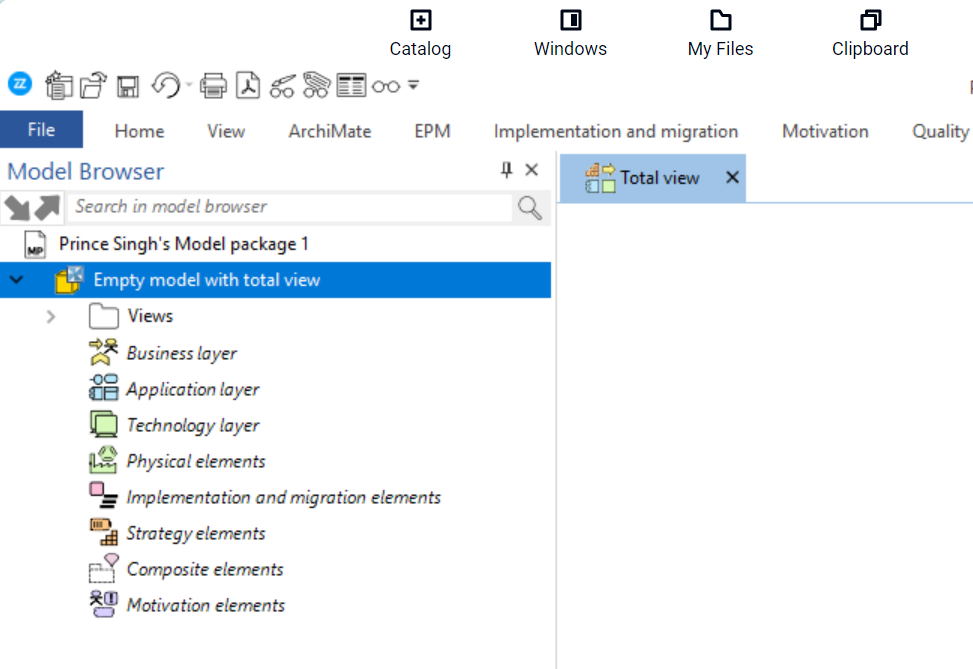 Catalog Windows My Files Clipboard
ZZ
File Home View ArchiMate EPM Implementation and migration Motivation Quality
Model Browser
Total view
Search in model browser
MP Prince Singh's Model package 1
Empty model with total view
Views
Business layer
Application layer
Technology layer
Physical elements
Implementation and migration elements
Strategy elements
Composite elements
Motivation elements